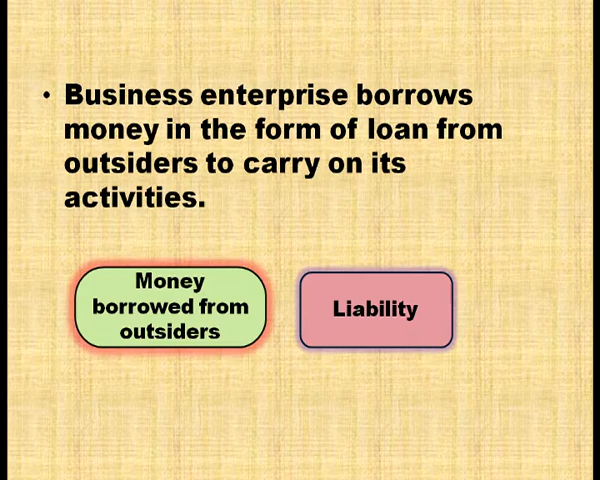 • Business enterprise borrows
money in the form of loan from
outsiders to carry on its
activities.
Money
borrowed from
outsiders
Liability